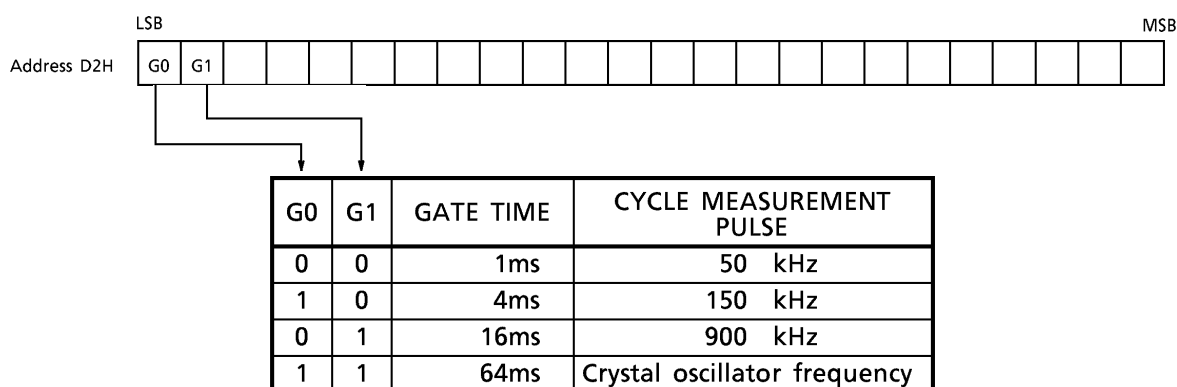 LSB MSB
Address D2H G0 G1
G0 G1 GATE TIME CYCLE MEASUREMENT
PULSE
0 0 1ms 50 kHz
1 0 4ms 150 kHz
0 1 16ms 900 kHz
1 1 64ms Crystal oscillator frequency